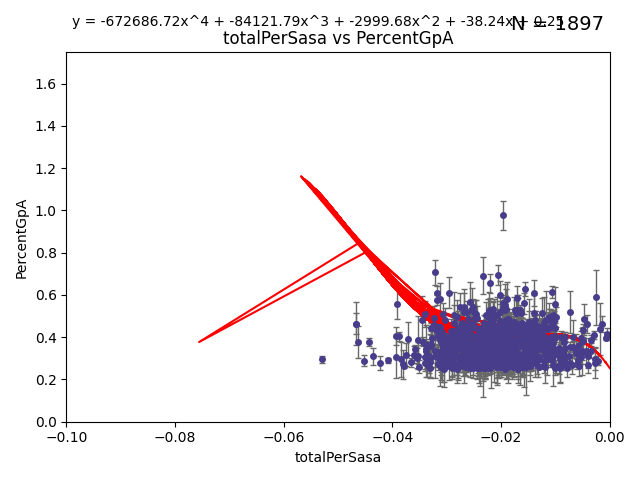 y = -672686.72x^4 + -84121.79x^3 + -2999.68x^2 + -38.24x + 0.25
N = 1897
totalPerSasa vs PercentGpA
1.6
1.4
1.2
1.0
0.8
0.6
0.4
0.2
0.0
PercentGpA
−0.10 −0.08 −0.06 −0.04 −0.02 0.00
totalPerSasa